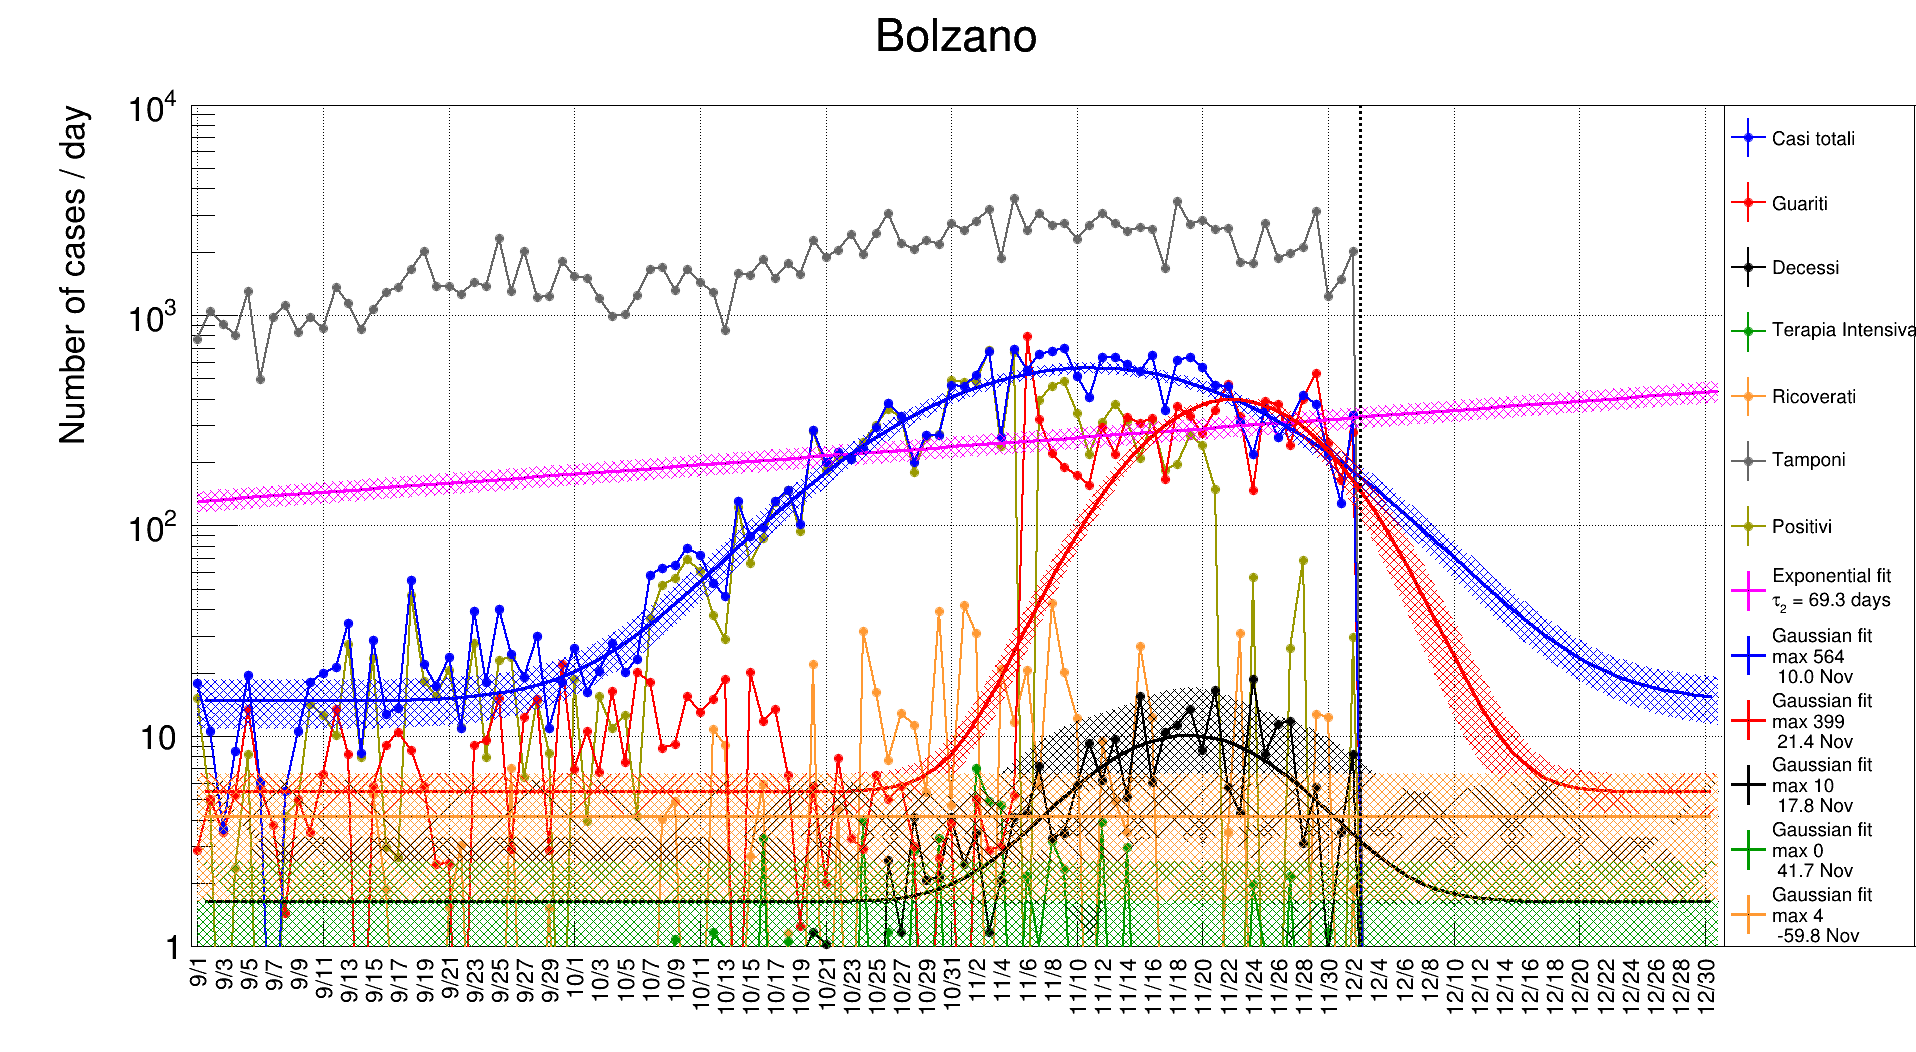 Bolzano
Number of cases / day
10^4
10^3
10^2
10
1
9/1 9/3 9/5 9/7 9/9 9/11 9/13 9/15 9/17 9/19 9/21 9/23 9/25 9/27 9/29 10/1 10/3 10/5 10/7 10/9 10/11 10/13 10/15 10/17 10/19 10/21 10/23 10/25 10/27 10/29 10/31 11/2 11/4 11/6 11/8 11/10 11/12 11/14 11/16 11/18 11/20 11/22 11/24 11/26 11/28 11/30 12/2 12/4 12/6 12/8 12/10 12/12 12/14 12/16 12/18 12/20 12/22 12/24 12/26 12/28 12/30
Casi totali
Guariti
Decessi
Terapia Intensiva
Ricoverati
Tamponi
Positivi
Exponential fit
τ2 = 69.3 days
Gaussian fit
max 564
10.0 Nov
Gaussian fit
max 399
21.4 Nov
Gaussian fit
max 10
17.8 Nov
Gaussian fit
max 0
41.7 Nov
Gaussian fit
max 4
-59.8 Nov